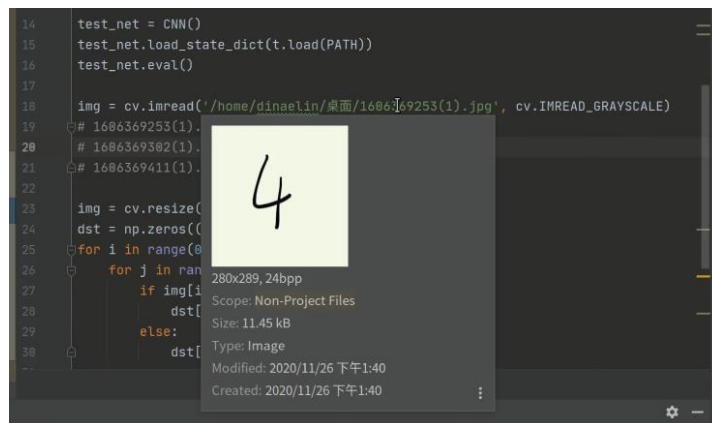 14 test_net = CNN()
15 test_net.load_state_dict(t.load(PATH))
16 test_net.eval()
17
18 img = cv.imread('/home/dinaelin/桌面/1606369253(1).jpg', cv.IMREAD_GRAYSCALE)
19 # 1606369253(1).
20 # 1606369302(1).
21 # 1606369411(1).
22
23 img = cv.resize(
24 dst = np.zeros((
25 for i in range(0
26 for j in ran
27 if img[i
28 dst[
29 else:
30 dst[
4
280x289, 24bpp
Scope: Non-Project Files
Size: 11.45 kB
Type: Image
Modified: 2020/11/26 下午1:40
Created: 2020/11/26 下午1:40